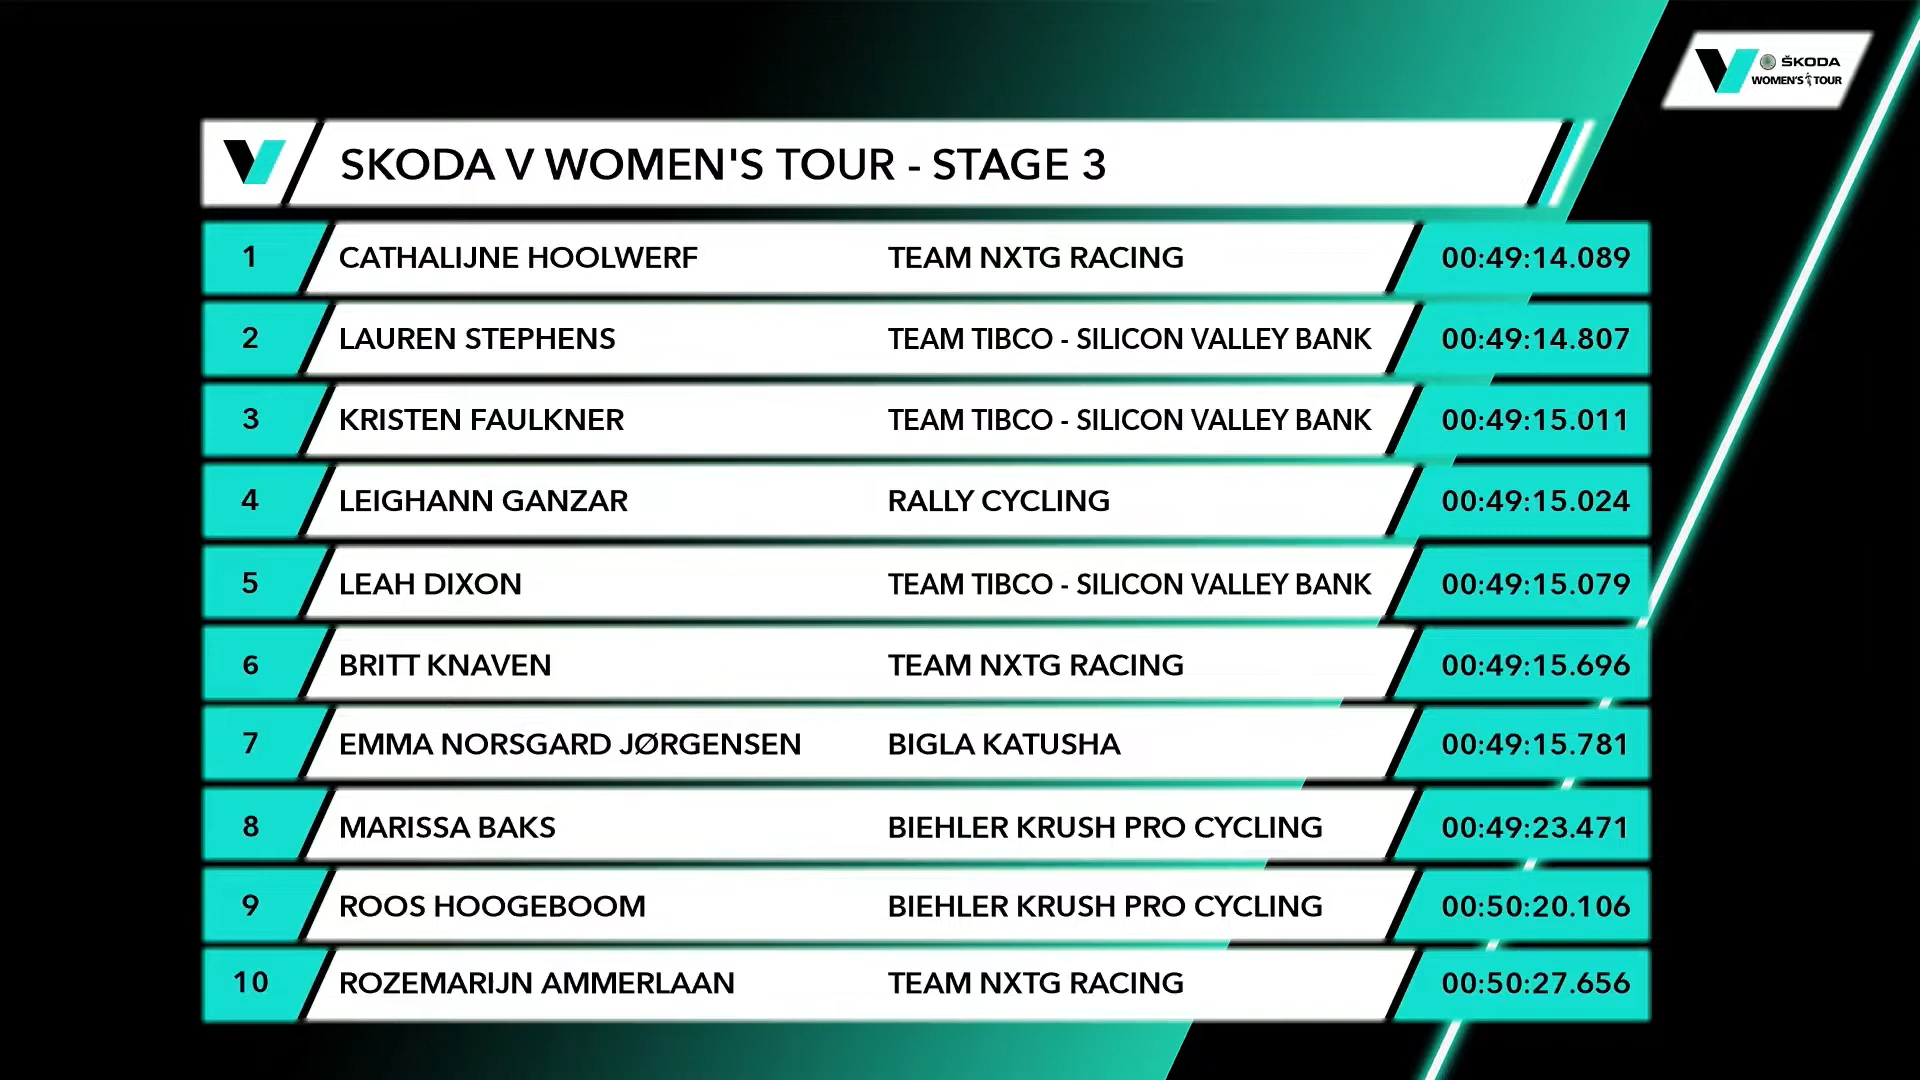 ŠKODA
WOMEN'S TOUR
SKODA V WOMEN'S TOUR - STAGE 3
1 CATHALIJNE HOOLWERF TEAM NXTG RACING 00:49:14.089
2 LAUREN STEPHENS TEAM TIBCO - SILICON VALLEY BANK 00:49:14.807
3 KRISTEN FAULKNER TEAM TIBCO - SILICON VALLEY BANK 00:49:15.011
4 LEIGHANN GANZAR RALLY CYCLING 00:49:15.024
5 LEAH DIXON TEAM TIBCO - SILICON VALLEY BANK 00:49:15.079
6 BRITT KNAVEN TEAM NXTG RACING 00:49:15.696
7 EMMA NORSGARD JØRGENSEN BIGLA KATUSHA 00:49:15.781
8 MARISSA BAKS BIEHLER KRUSH PRO CYCLING 00:49:23.471
9 ROOS HOOGEBOOM BIEHLER KRUSH PRO CYCLING 00:50:20.106
10 ROZEMARIJN AMMERLAAN TEAM NXTG RACING 00:50:27.656